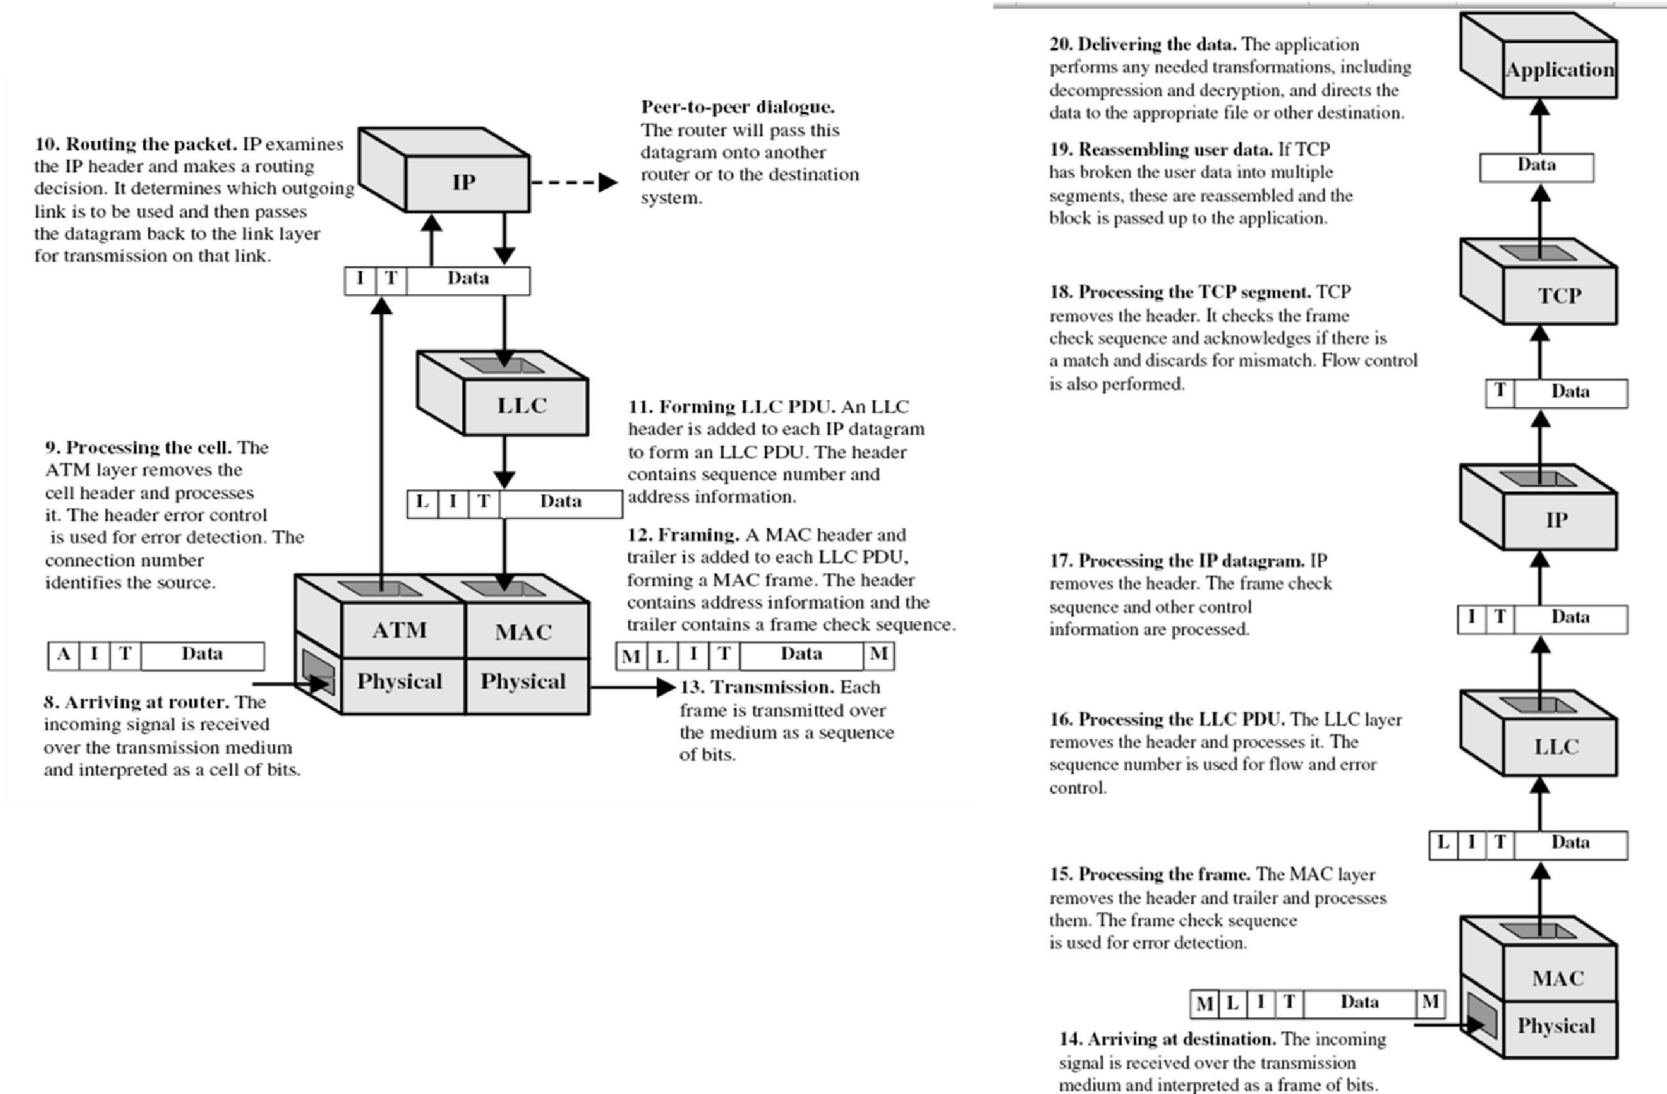 Peer-to-peer dialogue.
The router will pass this
datagram onto another
router or to the destination
system.
10. Routing the packet. IP examines
the IP header and makes a routing
decision. It determines which outgoing
link is to be used and then passes
the datagram back to the link layer
for transmission on that link.
IP
I T Data
LLC
11. Forming LLC PDU. An LLC
header is added to each IP datagram
to form an LLC PDU. The header
contains sequence number and
address information.
9. Processing the cell. The
ATM layer removes the
cell header and processes
it. The header error control
is used for error detection. The
connection number
identifies the source.
L I T Data
12. Framing. A MAC header and
trailer is added to each LLC PDU,
forming a MAC frame. The header
contains address information and the
trailer contains a frame check sequence.
ATM MAC
Physical Physical
A I T Data
M L I T Data M
8. Arriving at router. The
incoming signal is received
over the transmission medium
and interpreted as a cell of bits.
13. Transmission. Each
frame is transmitted over
the medium as a sequence
of bits.
20. Delivering the data. The application
performs any needed transformations, including
decompression and decryption, and directs the
data to the appropriate file or other destination.
Application
19. Reassembling user data. If TCP
has broken the user data into multiple
segments, these are reassembled and the
block is passed up to the application.
Data
18. Processing the TCP segment. TCP
removes the header. It checks the frame
check sequence and acknowledges if there is
a match and discards for mismatch. Flow control
is also performed.
TCP
T Data
IP
17. Processing the IP datagram. IP
removes the header. The frame check
sequence and other control
information are processed.
I T Data
16. Processing the LLC PDU. The LLC layer
removes the header and processes it. The
sequence number is used for flow and error
control.
LLC
L I T Data
15. Processing the frame. The MAC layer
removes the header and trailer and processes
them. The frame check sequence
is used for error detection.
MAC
Physical
M L I T Data M
14. Arriving at destination. The incoming
signal is received over the transmission
medium and interpreted as a frame of bits.